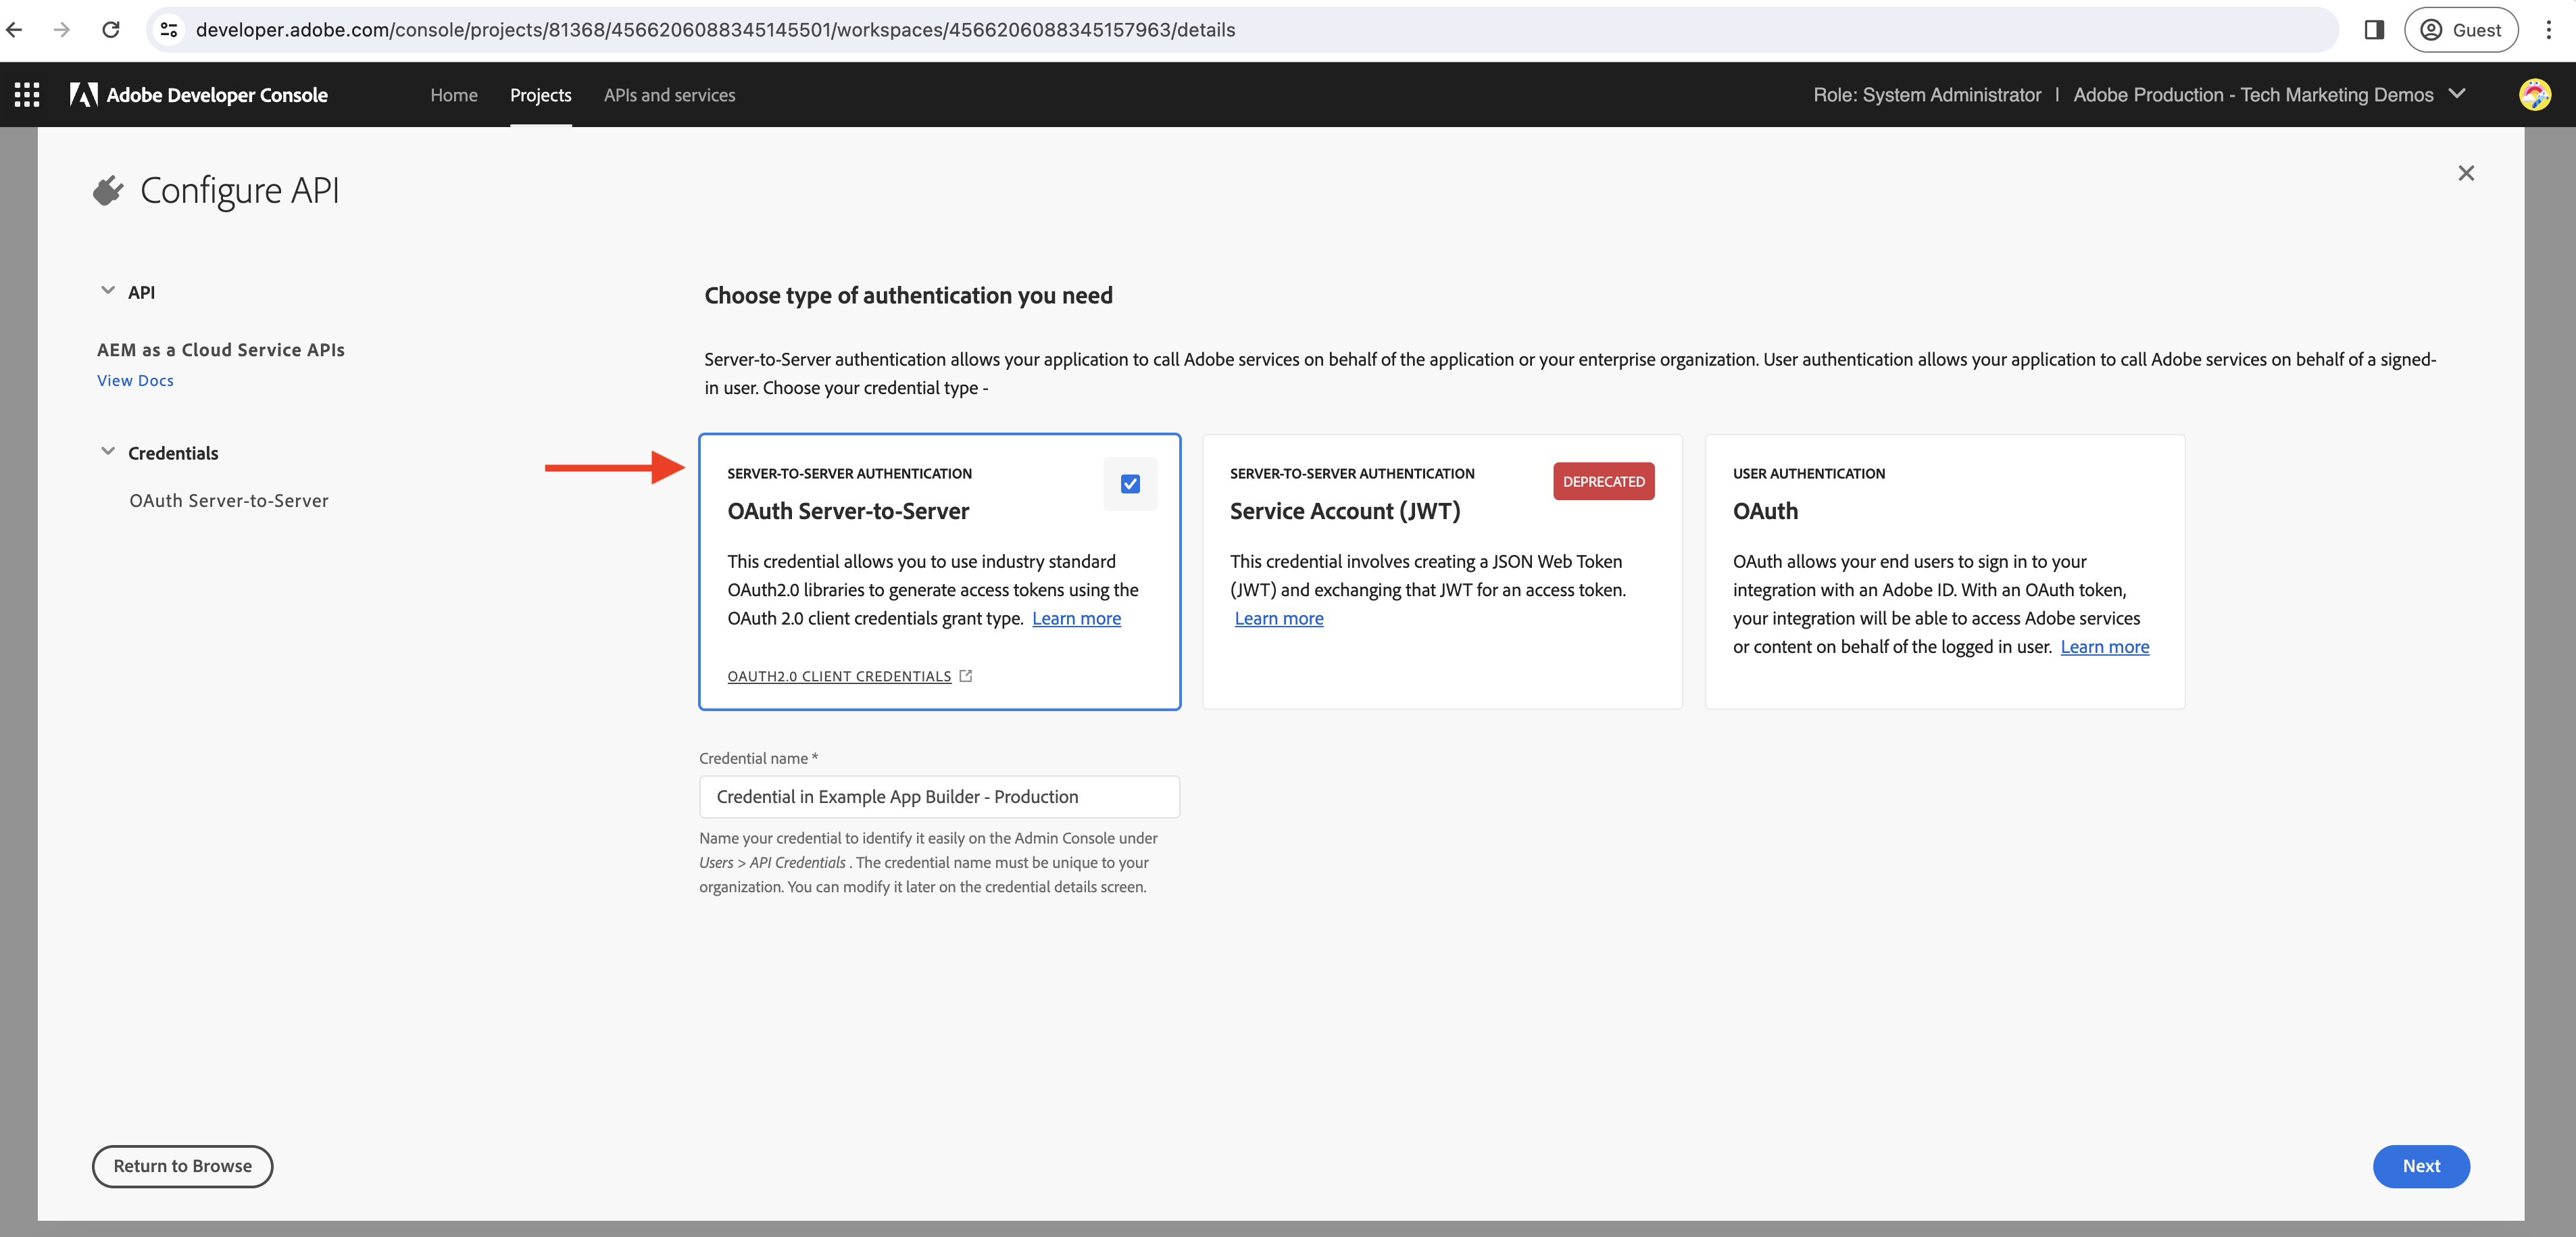 developer.adobe.com/console/projects/81368/4566206088345145501/workspaces/4566206088345157963/details
Guest
Adobe Developer Console
Home
Projects
APIs and services
Role: System Administrator | Adobe Production - Tech Marketing Demos
Configure API
API
AEM as a Cloud Service APIs
View Docs
Credentials
OAuth Server-to-Server
Choose type of authentication you need
Server-to-Server authentication allows your application to call Adobe services on behalf of the application or your enterprise organization. User authentication allows your application to call Adobe services on behalf of a signed-
in user. Choose your credential type -
SERVER-TO-SERVER AUTHENTICATION
OAuth Server-to-Server
This credential allows you to use industry standard
OAuth2.0 libraries to generate access tokens using the
OAuth 2.0 client credentials grant type. Learn more
OAUTH2.0 CLIENT CREDENTIALS
SERVER-TO-SERVER AUTHENTICATION
DEPRECATED
Service Account (JWT)
This credential involves creating a JSON Web Token
(JWT) and exchanging that JWT for an access token.
Learn more
USER AUTHENTICATION
OAuth
OAuth allows your end users to sign in to your
integration with an Adobe ID. With an OAuth token,
your integration will be able to access Adobe services
or content on behalf of the logged in user. Learn more
Credential name *
Credential in Example App Builder - Production
Name your credential to identify it easily on the Admin Console under
Users > API Credentials . The credential name must be unique to your
organization. You can modify it later on the credential details screen.
Return to Browse
Next